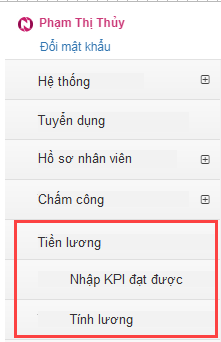 Phạm Thị Thủy
Đổi mật khẩu
Hệ thống
Tuyển dụng
Hồ sơ nhân viên
Chấm công
Tiền lương
Nhập KPI đạt được
Tính lương